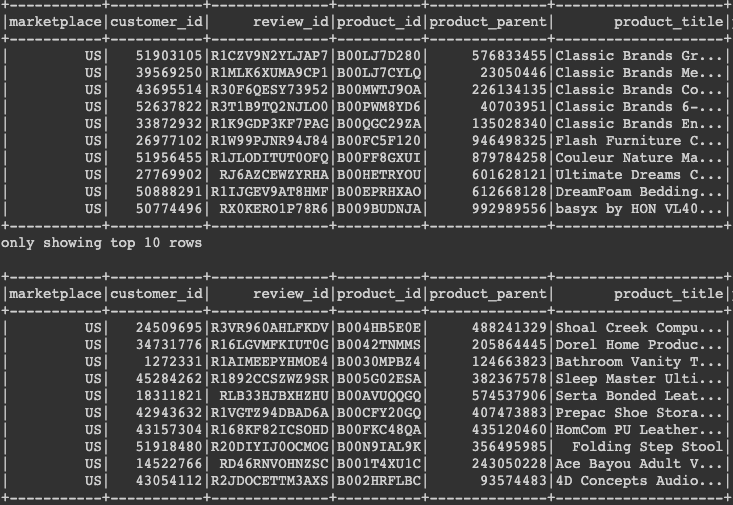 +-----------+-----------+--------------+----------+--------------+--------------------+
|marketplace|customer_id|     review_id|product_id|product_parent|       product_title|
+-----------+-----------+--------------+----------+--------------+--------------------+
|         US|   51903105|R1CZV9N2YLJAP7|B00LJ7D280|     576833455|Classic Brands Gr...|
|         US|   39569250|R1MLK6XUMA9CP1|B00LJ7CYLQ|      23050446|Classic Brands Me...|
|         US|   43695514|R30F6QESY73952|B00MWTJ9OA|     226134135|Classic Brands Co...|
|         US|   52637822|R3T1B9TQ2NJLO0|B00PWM8YD6|      40703951|Classic Brands 6-...|
|         US|   33872932|R1K9GDP3KF7PAG|B00QGC29ZA|     135028340|Classic Brands En...|
|         US|   26977102|R1W99PJNR94J84|B00FC5F120|     946498325|Flash Furniture C...|
|         US|   51956455|R1JLODITUT0OFQ|B00FF8GXUI|     879784258|Couleur Nature Ma...|
|         US|   27769902| RJ6AZCEWZYRHA|B00HETRYOU|     601628121|Ultimate Dreams C...|
|         US|   50888291|R1IJGEV9AT8HMF|B00EPRHXAO|     612668128|DreamFoam Bedding...|
|         US|   50774496| RX0KERO1P78R6|B009BUDNJA|     992989556|basyx by HON VL40...|
+-----------+-----------+--------------+----------+--------------+--------------------+
only showing top 10 rows
+-----------+-----------+--------------+----------+--------------+--------------------+
|marketplace|customer_id|     review_id|product_id|product_parent|       product_title|
+-----------+-----------+--------------+----------+--------------+--------------------+
|         US|   24509695|R3VR960AHLFKDV|B004HB5E0E|     488241329|Shoal Creek Compu...|
|         US|   34731776|R16LGVMFKIUT0G|B0042TNMMS|     205864445|Dorel Home Produc...|
|         US|    1272331|R1AIMEEPYHMOE4|B0030MPBZ4|     124663823|Bathroom Vanity T...|
|         US|   45284262|R1892CCSZWZ9SR|B005G02ESA|     382367578|Sleep Master Ulti...|
|         US|   18311821| RLB33HJBXHZHU|B00AVUQQGQ|     574537906|Serta Bonded Leat...|
|         US|   42943632|R1VGTZ94DBAD6A|B00CFY20GQ|     407473883|Prepac Shoe Stora...|
|         US|   43157304|R168KF82ICSOHD|B00FKC48QA|     435120460|HomCom PU Leather...|
|         US|   51918480|R20DIYIJ0OCMOG|B00N9IAL9K|     356495985|  Folding Step Stool|
|         US|   14522766| RD46RNVOHNZSC|B001T4XU1C|     243050228|Ace Bayou Adult V...|
|         US|   43054112|R2JDOCETTM3AXS|B002HRFLBC|      93574483|4D Concepts Audio...|
+-----------+-----------+--------------+----------+--------------+--------------------+